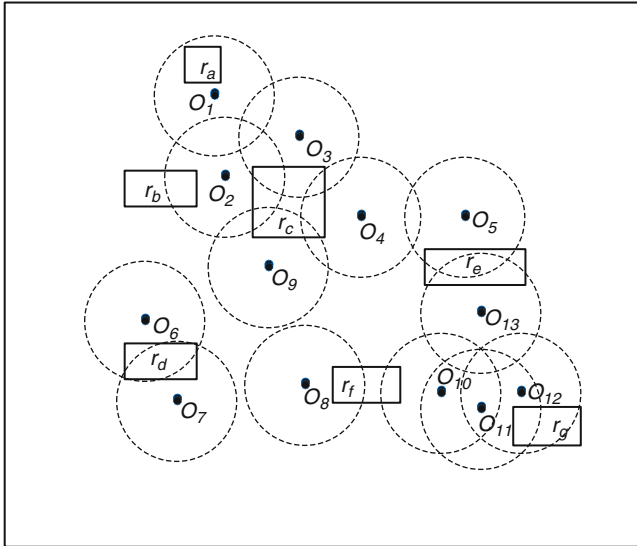 r_a
O_1
O_3
r_b
O_2
r_c
O_4
O_5
O_9
r_e
O_6
O_13
r_d
O_7
O_8
r_f
O_10
O_12
O_11
r_g